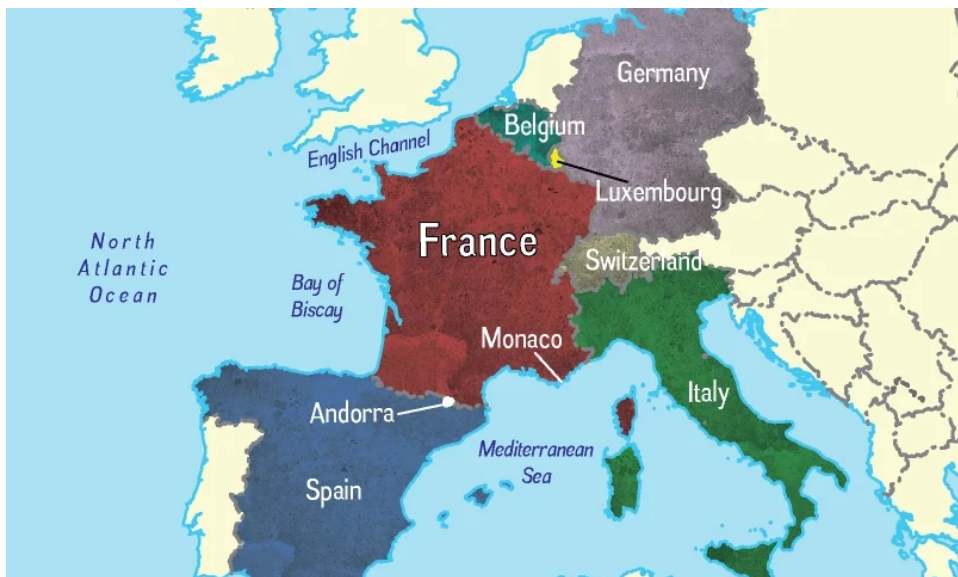 Germany
Belgium
English Channel
Luxembourg
France
North
Atlantic
Ocean
Switzerland
Bay of
Biscay
Monaco
Italy
Andorra
Mediterranean
Sea
Spain